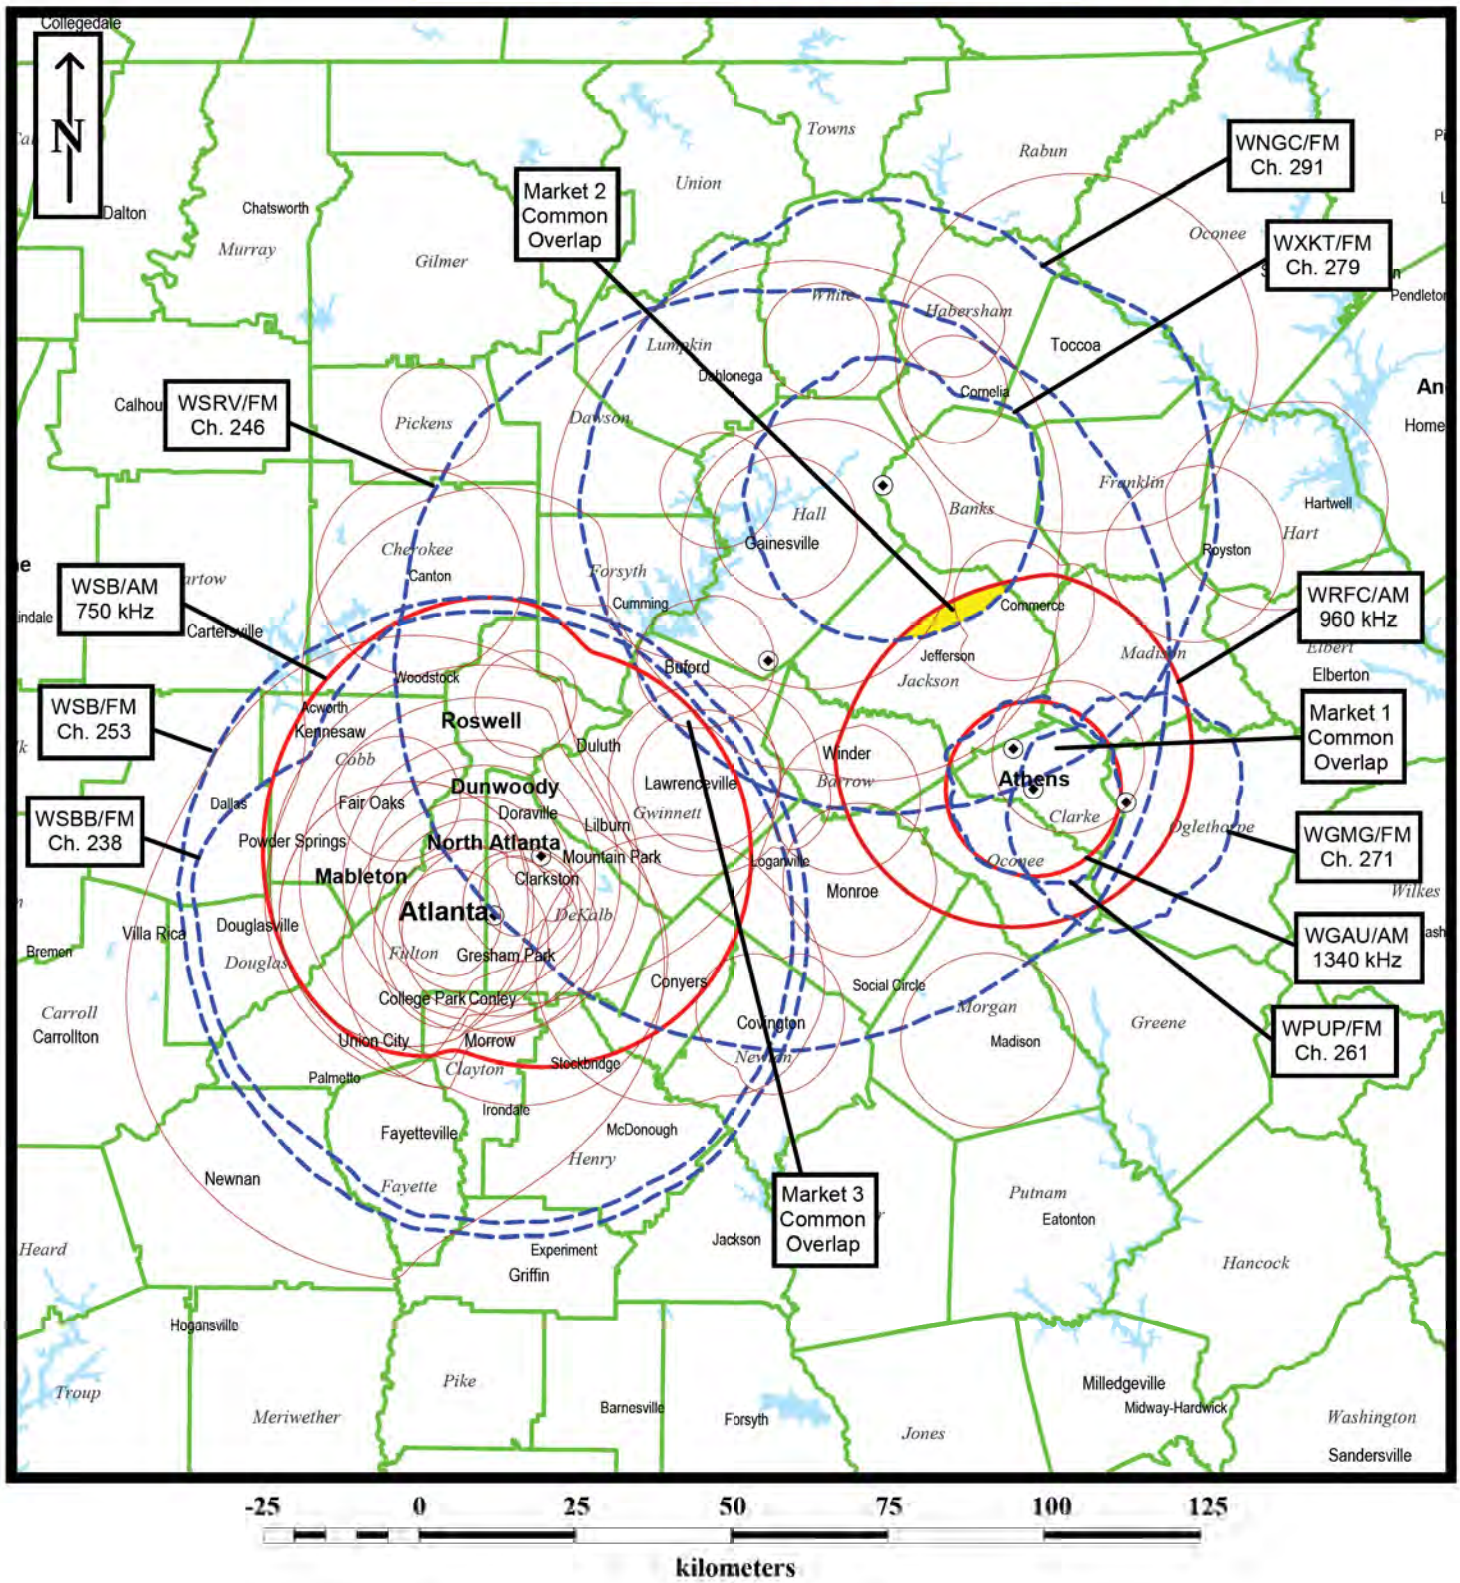 Collegedale
N
Towns
Rabun
WNGC/FM
Ch. 291
Union
Market 2
Common
Overlap
Dalton
Chatsworth
Murray
Gilmer
Oconee
WXKT/FM
Ch. 279
Pendleton
White
Habersham
Lumpkin
Toccoa
Dahlonega
Cornelia
An
Home
WSRV/FM
Ch. 246
Calhou
Pickens
Dawson
Franklin
Hartwell
Hall
Banks
Hart
Gainesville
Royston
Cherokee
Canton
Forsyth
WSB/AM
750 kHz
artow
Cumming
Commerce
WRFC/AM
960 kHz
indale
Cartersville
Jefferson
Madison
Elbert
Elberton
Buford
Jackson
Woodstock
WSB/FM
Ch. 253
Acworth
Kennesaw
Roswell
Duluth
Market 1
Common
Overlap
Cobb
Winder
Athens
Dunwoody
Lawrenceville
Barrow
Dallas
Fair Oaks
Doraville
Gwinnett
Clarke
Oglethorpe
WSBB/FM
Ch. 238
Powder Springs
North Atlanta
Lilburn
Mountain Park
Loganville
Oconee
WGMG/FM
Ch. 271
Mableton
Clarkston
Monroe
Wilkes
Atlanta
DeKalb
Villa Rica
Douglasville
WGAU/AM
1340 kHz
ash
Bremen
Douglas
Fulton
Gresham Park
Conyers
Social Circle
College Park
Conley
Morgan
Carroll
Carrollton
Covington
Greene
WPUP/FM
Ch. 261
Union City
Morrow
Madison
Newton
Clayton
Stockbridge
Palmetto
Irondale
Fayetteville
McDonough
Henry
Newnan
Fayette
Market 3
Common
Overlap
r
Putnam
Eatonton
Heard
Experiment
Griffin
Jackson
Hancock
Hogansville
Troup
Pike
Milledgeville
Meriwether
Barnesville
Forsyth
Midway-Hardwick
Washington
Jones
Sandersville
-25 0 25 50 75 100 125
kilometers